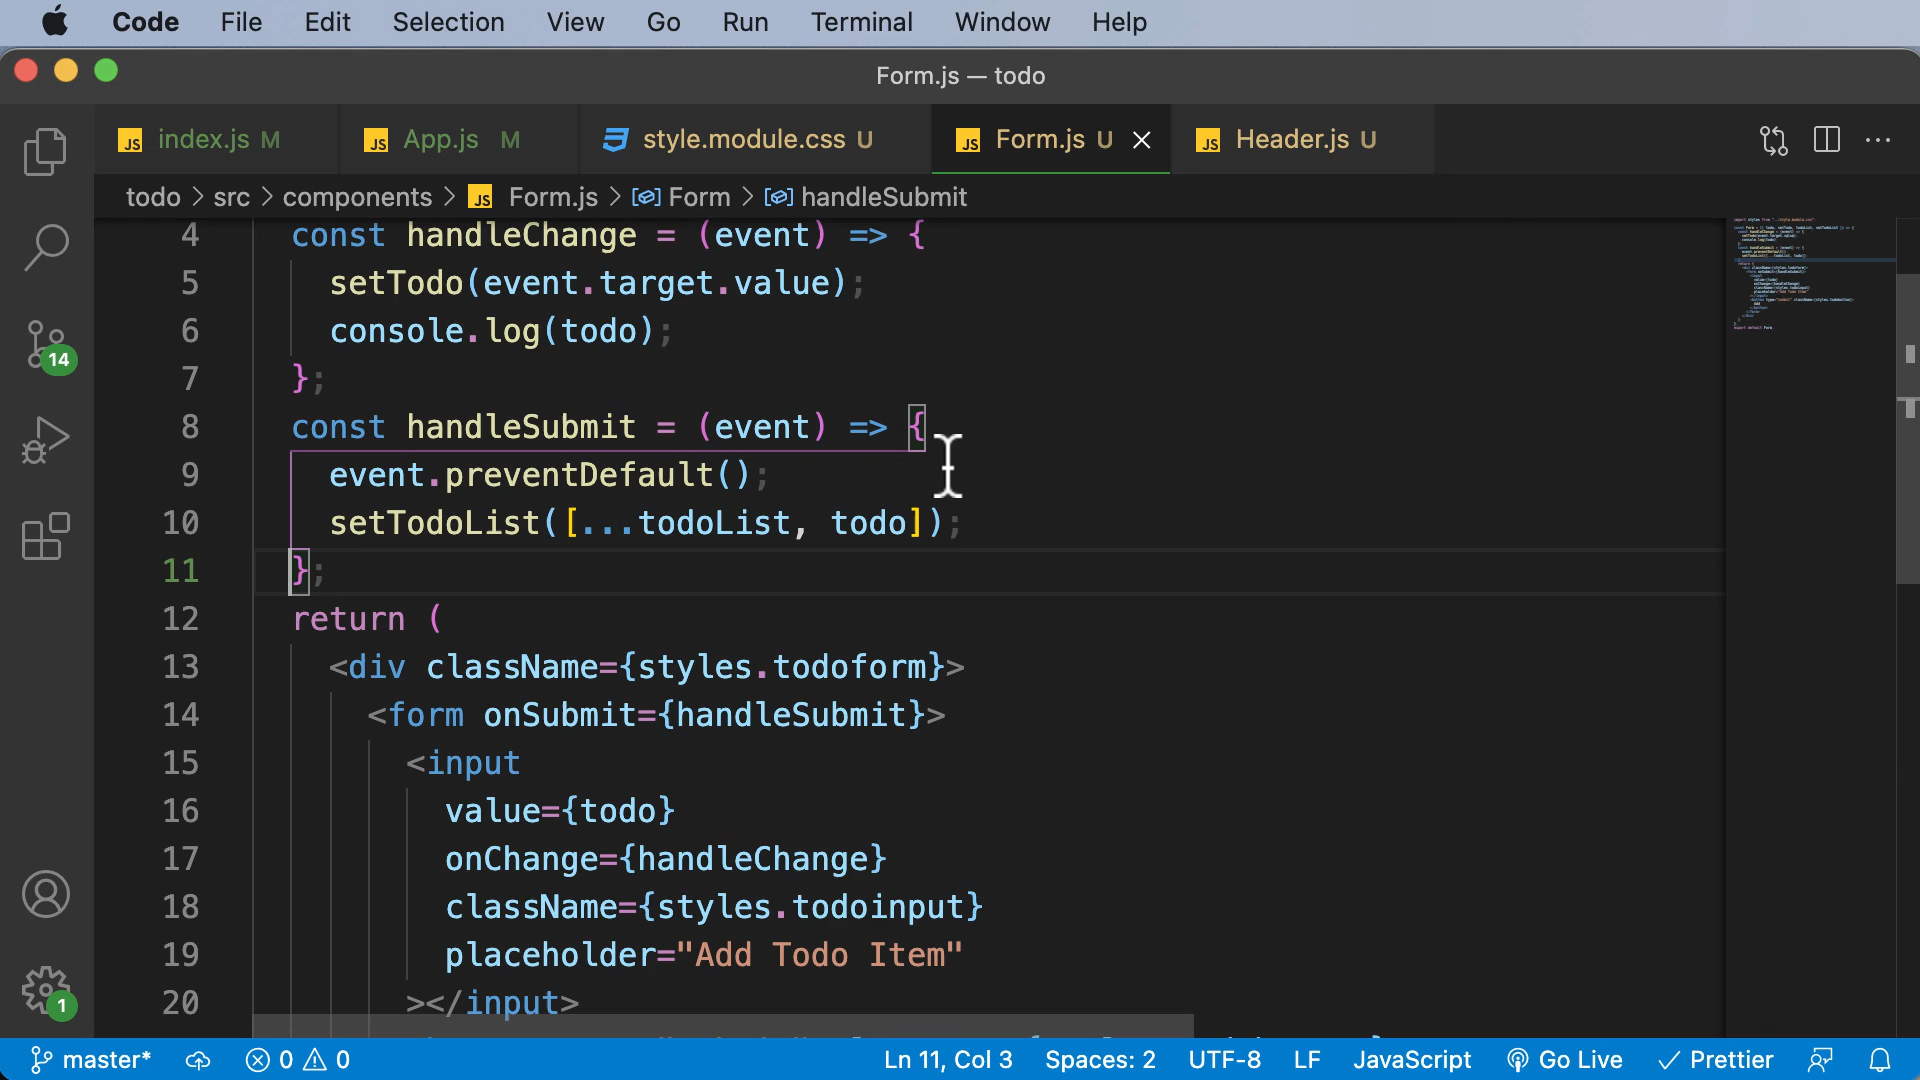 Code File Edit Selection View Go Run Terminal Window Help
Form.js — todo
JS index.js M JS App.js M style.module.css U JS Form.js U JS Header.js U
todo > src > components > JS Form.js > Form > handleSubmit
4 const handleChange = (event) => {
5 setTodo(event.target.value);
6 console.log(todo);
7 };
8 const handleSubmit = (event) => {
9 event.preventDefault();
10 setTodoList([...todoList, todo]);
11 };
12 return (
13 <div className={styles.todoform}>
14 <form onSubmit={handleSubmit}>
15 <input
16 value={todo}
17 onChange={handleChange}
18 className={styles.todoinput}
19 placeholder="Add Todo Item"
20 ></input>
14
1
master* 0 0 Ln 11, Col 3 Spaces: 2 UTF-8 LF JavaScript Go Live Prettier